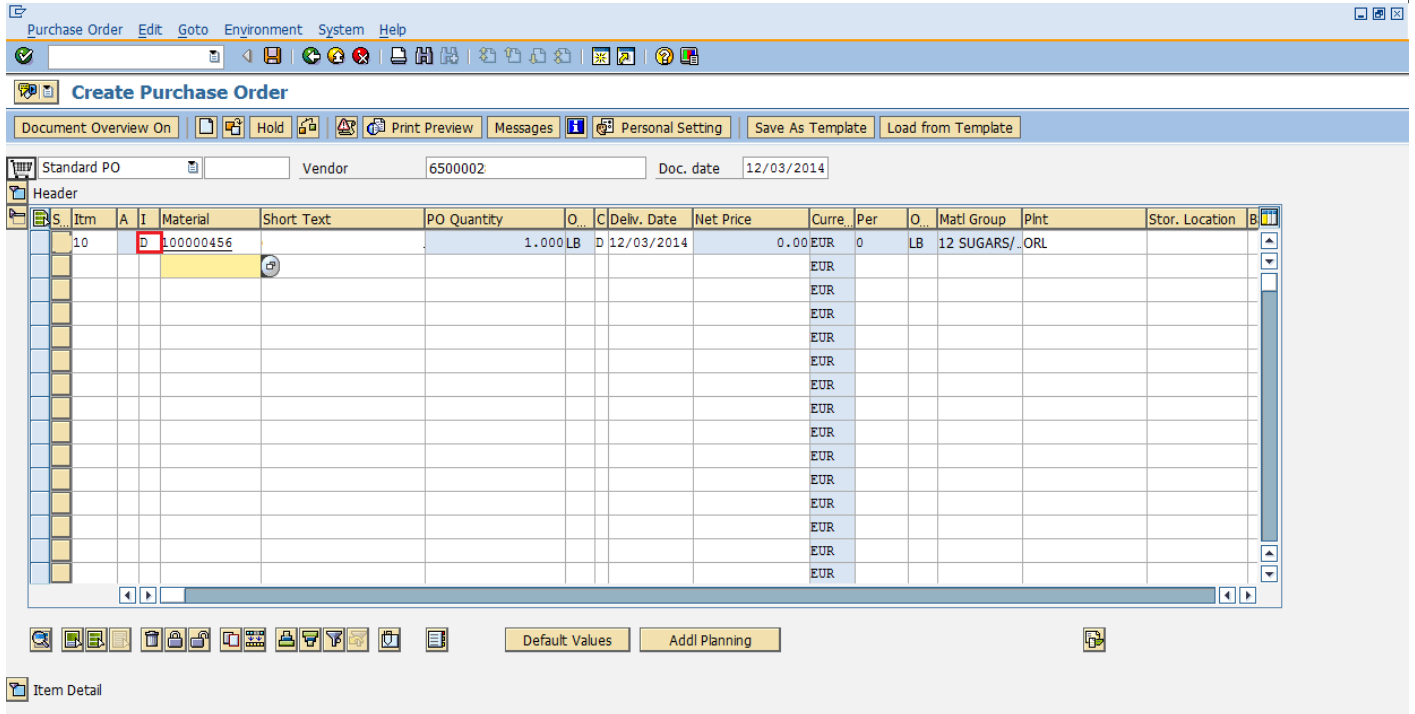 Purchase Order Edit Goto Environment System Help
Create Purchase Order
Document Overview On Hold Print Preview Messages Personal Setting Save As Template Load from Template
Standard PO Vendor 6500002 Doc. date 12/03/2014
Header
S... Itm A I Material Short Text PO Quantity O... C Deliv. Date Net Price Curre... Per O... Matl Group Plnt Stor. Location B
10 D 100000456 1.000 LB D 12/03/2014 0.00 EUR 0 LB 12 SUGARS/... ORL
EUR
EUR
EUR
EUR
EUR
EUR
EUR
EUR
EUR
EUR
EUR
EUR
EUR
EUR
Default Values Addl Planning
Item Detail